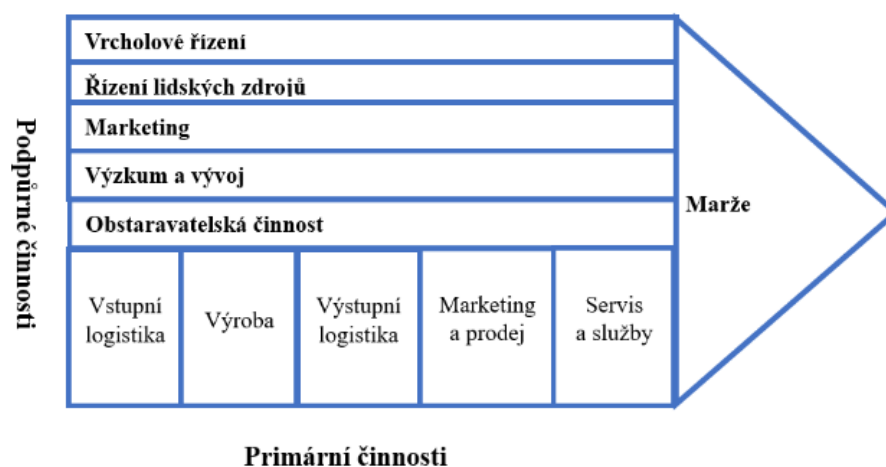 Podpůrné činnosti
Vrcholové řízení
Řízení lidských zdrojů
Marketing
Výzkum a vývoj
Obstaravatelská činnost
Marže
Vstupní
logistika
Výroba
Výstupní
logistika
Marketing
a prodej
Servis
a služby
Primární činnosti